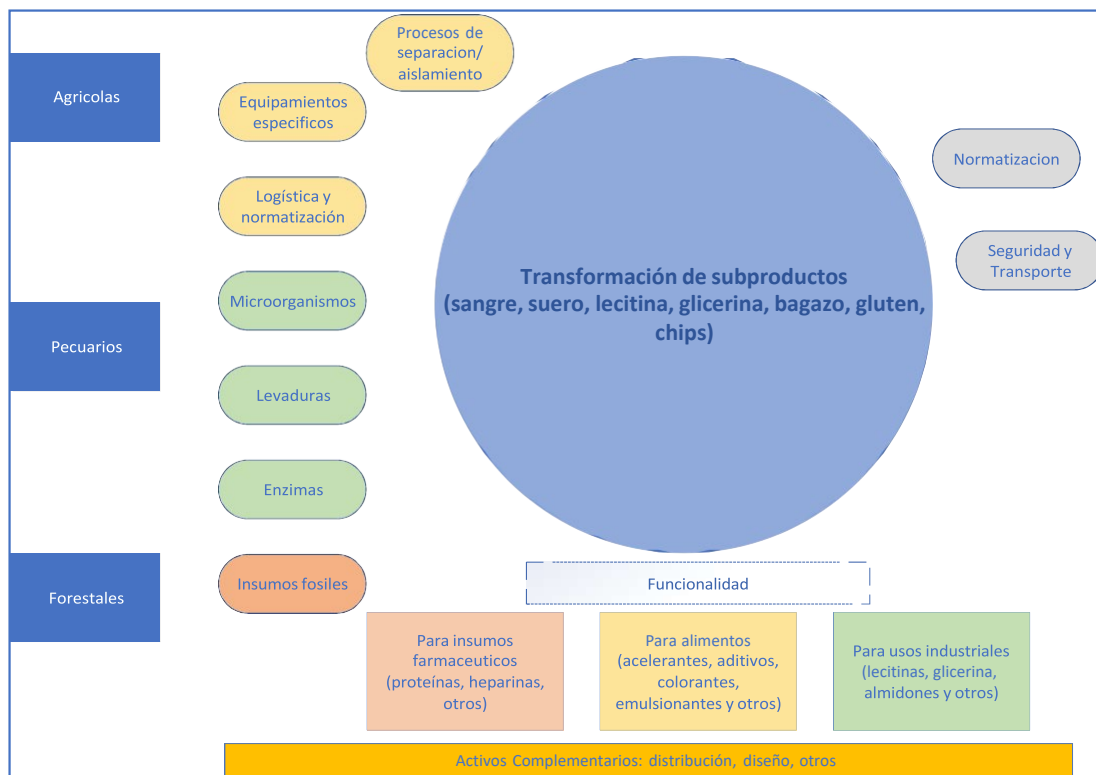 Procesos de
separacion/
aislamiento
Agricolas
Equipamientos
especificos
Normatizacion
Logística y
normatización
Seguridad y
Transporte
Transformación de subproductos
(sangre, suero, lecitina, glicerina, bagazo, gluten,
chips)
Microorganismos
Pecuarios
Levaduras
Enzimas
Forestales
Insumos fosiles
Funcionalidad
Para insumos
farmaceuticos
(proteínas, heparinas,
otros)
Para alimentos
(acelerantes, aditivos,
colorantes,
emulsionantes y otros)
Para usos industriales
(lecitinas, glicerina,
almidones y otros)
Activos Complementarios: distribución, diseño, otros